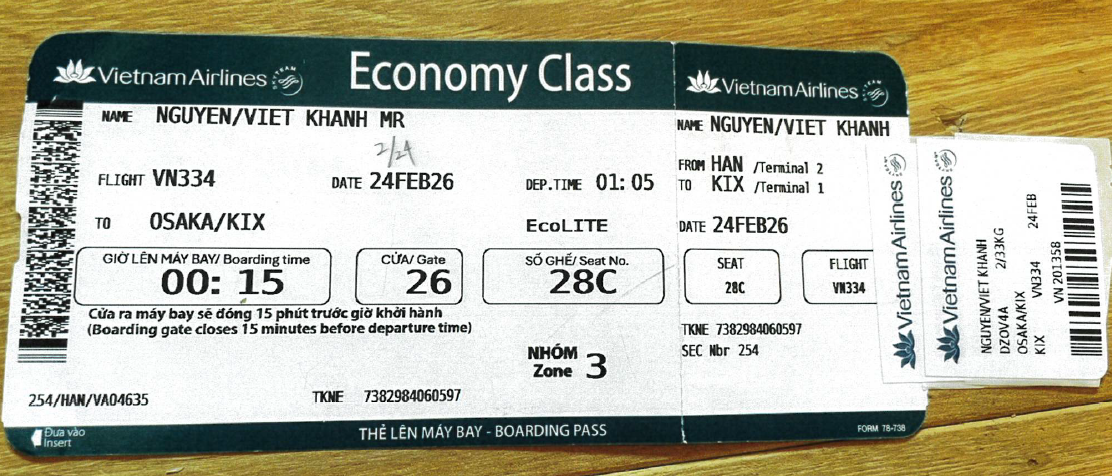 Vietnam Airlines SKYTEAM
Economy Class
NAME NGUYEN/VIET KHANH MR
2/24
FLIGHT VN334 DATE 24FEB26 DEP.TIME 01:05
TO OSAKA/KIX EcoLITE
GIỜ LÊN MÁY BAY/ Boarding time
00: 15
CỬA/ Gate
26
SỐ GHẾ/ Seat No.
28C
Cửa ra máy bay sẽ đóng 15 phút trước giờ khởi hành
(Boarding gate closes 15 minutes before departure time)
NHÓM
Zone 3
254/HAN/VA04635 TKNE 7382984060597
Đưa vào
Insert
THẺ LÊN MÁY BAY - BOARDING PASS
Vietnam Airlines SKYTEAM
NAME NGUYEN/VIET KHANH
FROM HAN /Terminal 2
TO KIX /Terminal 1
DATE 24FEB26
SEAT
28C
FLIGHT
VN334
TKNE 7382984060597
SEC Nbr 254
FORM 78-738
Vietnam Airlines
Vietnam Airlines
NGUYEN/VIET KHANH
DZOV4A 2/33KG
OSAKA/KIX
KIX VN334 24FEB
VN 201358